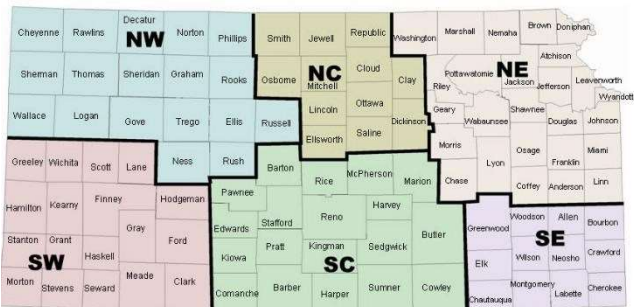 Cheyenne Rawlins Decatur Norton Phillips
NW
Sherman Thomas Sheridan Graham Rooks
Wallace Logan Gove Trego Ellis Russell
Ness Rush
Smith Jewell Republic
Osborne NC Cloud Clay
Mitchell
Lincoln Ottawa Dickinson
Ellsworth Saline
Washington Marshall Nemaha Brown Doniphan
Atchison
NE
Riley Pottawatomie Jackson Jefferson Leavenworth
Wyandott
Geary Wabaunsee Shawnee Douglas Johnson
Morris Lyon Osage Franklin Miami
Chase Coffey Anderson Linn
Greeley Wichita Scott Lane
Hamilton Kearny Finney Hodgeman
Gray
Stanton Grant Haskell Ford
SW
Morton Stevens Seward Meade Clark
Barton Rice McPherson Marion
Pawnee
Edwards Stafford Reno Harvey Butler
Kiowa Pratt Kingman Sedgwick
SC
Comanche Barber Harper Sumner Cowley
Greenwood Woodson Allen Bourbon
SE
Elk Wilson Neosho Crawford
Chautauqua Montgomery Labette Cherokee